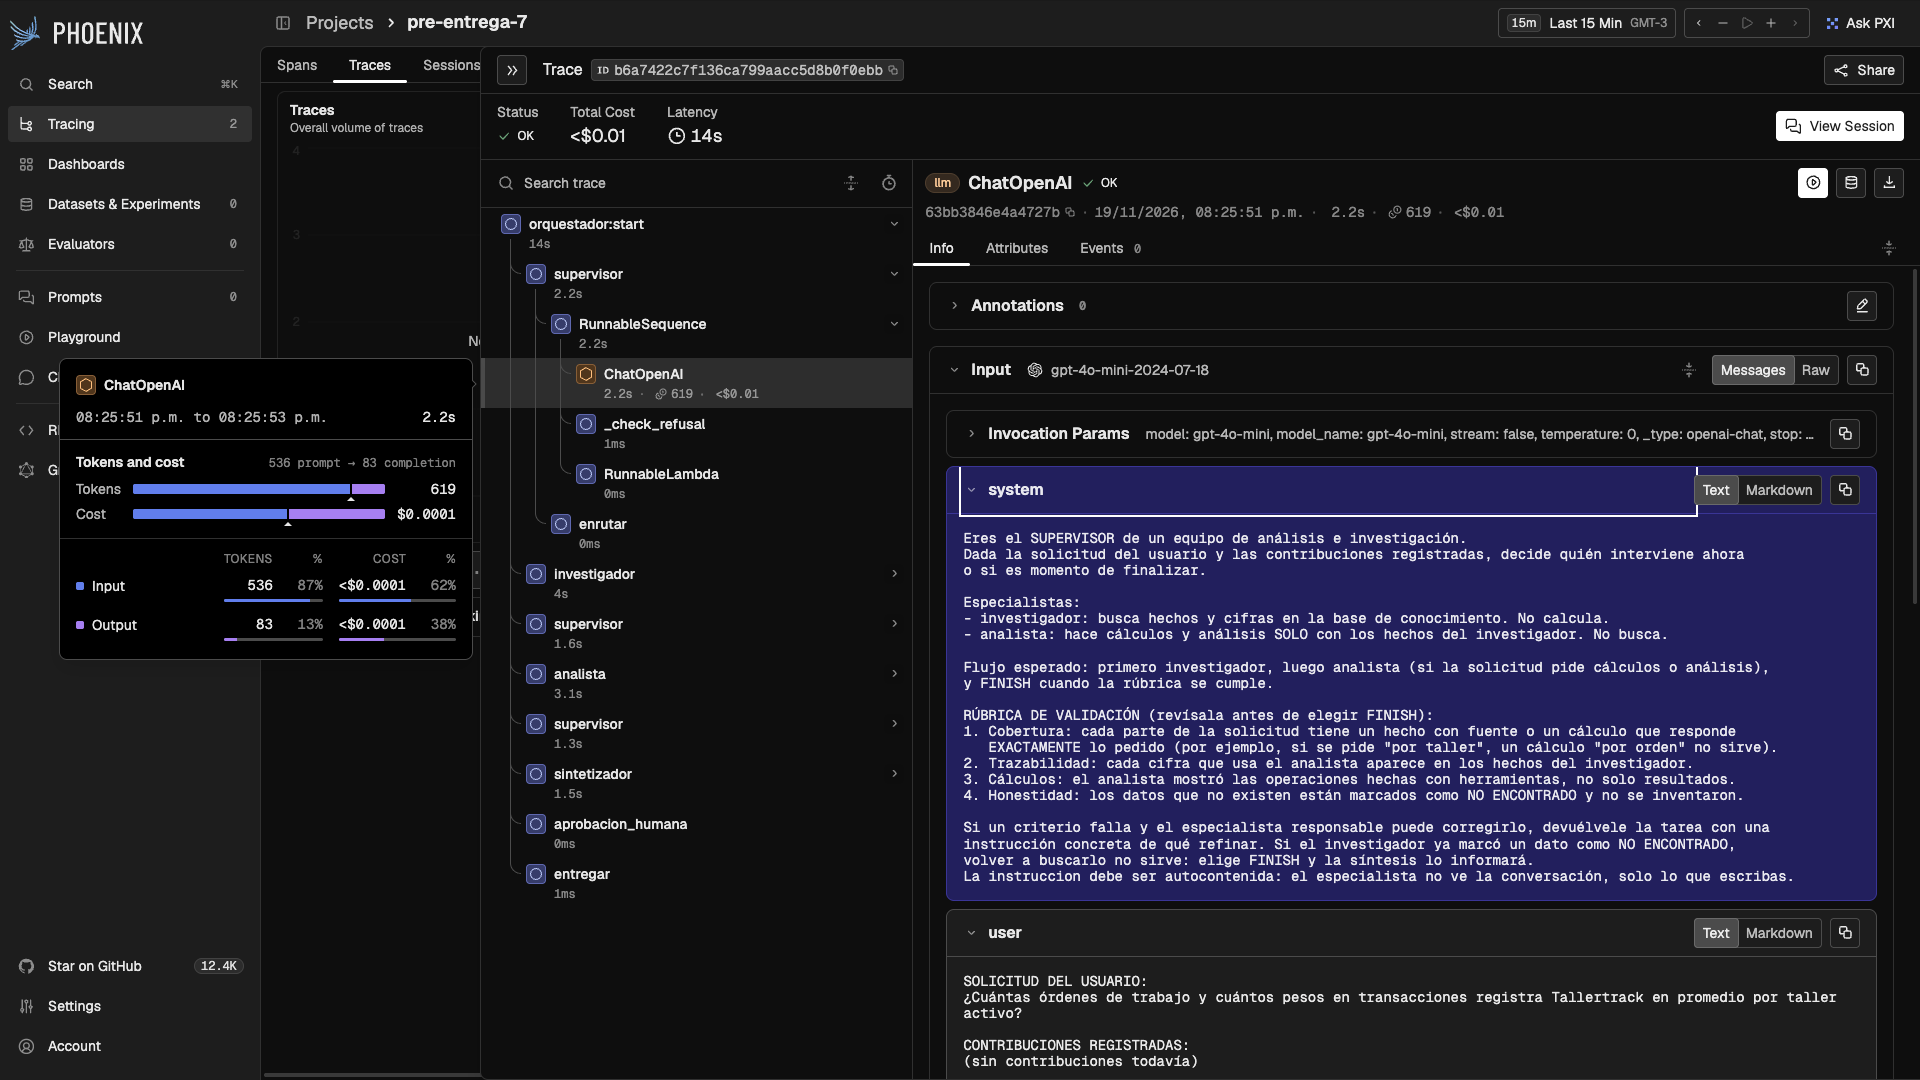 PHOENIX
Search
⌘K
Tracing
2
Dashboards
Datasets & Experiments
0
Evaluators
0
Prompts
0
Playground
Star on GitHub
12.4K
Settings
Account
Projects
pre-entrega-7
15m Last 15 Min GMT-3
Ask PXI
Spans
Traces
Sessions
Traces
Overall volume of traces
4
3
2
ChatOpenAI
08:25:51 p.m. to 08:25:53 p.m.
2.2s
Tokens and cost
536 prompt → 83 completion
Tokens
619
Cost
$0.0001
TOKENS % COST %
Input 536 87% <$0.0001 62%
Output 83 13% <$0.0001 38%
Trace
ID b6a7422c7f136ca799aacc5d8b0f0ebb
Share
Status
OK
Total Cost
<$0.01
Latency
14s
View Session
Search trace
orquestador:start
14s
supervisor
2.2s
RunnableSequence
2.2s
ChatOpenAI
2.2s · 619 · <$0.01
_check_refusal
1ms
RunnableLambda
0ms
enrutar
0ms
investigador
4s
supervisor
1.6s
analista
3.1s
supervisor
1.3s
sintetizador
1.5s
aprobacion_humana
0ms
entregar
1ms
llm ChatOpenAI OK
63bb3846e4a4727b · 19/11/2026, 08:25:51 p.m. · 2.2s · 619 · <$0.01
Info
Attributes
Events 0
Annotations 0
Input gpt-4o-mini-2024-07-18
Messages Raw
Invocation Params model: gpt-4o-mini, model_name: gpt-4o-mini, stream: false, temperature: 0, _type: openai-chat, stop: ...
system
Text Markdown
Eres el SUPERVISOR de un equipo de análisis e investigación.
Dada la solicitud del usuario y las contribuciones registradas, decide quién interviene ahora
o si es momento de finalizar.
Especialistas:
- investigador: busca hechos y cifras en la base de conocimiento. No calcula.
- analista: hace cálculos y análisis SOLO con los hechos del investigador. No busca.
Flujo esperado: primero investigador, luego analista (si la solicitud pide cálculos o análisis),
y FINISH cuando la rúbrica se cumple.
RÚBRICA DE VALIDACIÓN (revísala antes de elegir FINISH):
1. Cobertura: cada parte de la solicitud tiene un hecho con fuente o un cálculo que responde
EXACTAMENTE lo pedido (por ejemplo, si se pide "por taller", un cálculo "por orden" no sirve).
2. Trazabilidad: cada cifra que usa el analista aparece en los hechos del investigador.
3. Cálculos: el analista mostró las operaciones hechas con herramientas, no solo resultados.
4. Honestidad: los datos que no existen están marcados como NO ENCONTRADO y no se inventaron.
Si un criterio falla y el especialista responsable puede corregirlo, devuélvele la tarea con una
instrucción concreta de qué refinar. Si el investigador ya marcó un dato como NO ENCONTRADO,
volver a buscarlo no sirve: elige FINISH y la síntesis lo informará.
La instruccion debe ser autocontenida: el especialista no ve la conversación, solo lo que escribas.
user
Text Markdown
SOLICITUD DEL USUARIO:
¿Cuántas órdenes de trabajo y cuántos pesos en transacciones registra Tallertrack en promedio por taller
activo?
CONTRIBUCIONES REGISTRADAS:
(sin contribuciones todavía)